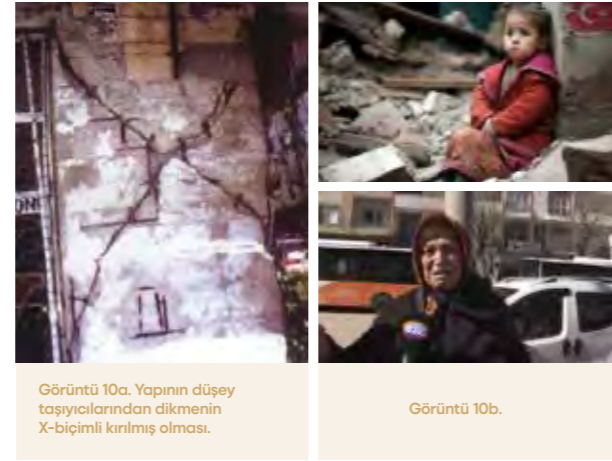 Görüntü 10a. Yapının düşey
taşıyıcılarından dikmenin
X-biçimli kırılmış olması.
Görüntü 10b.